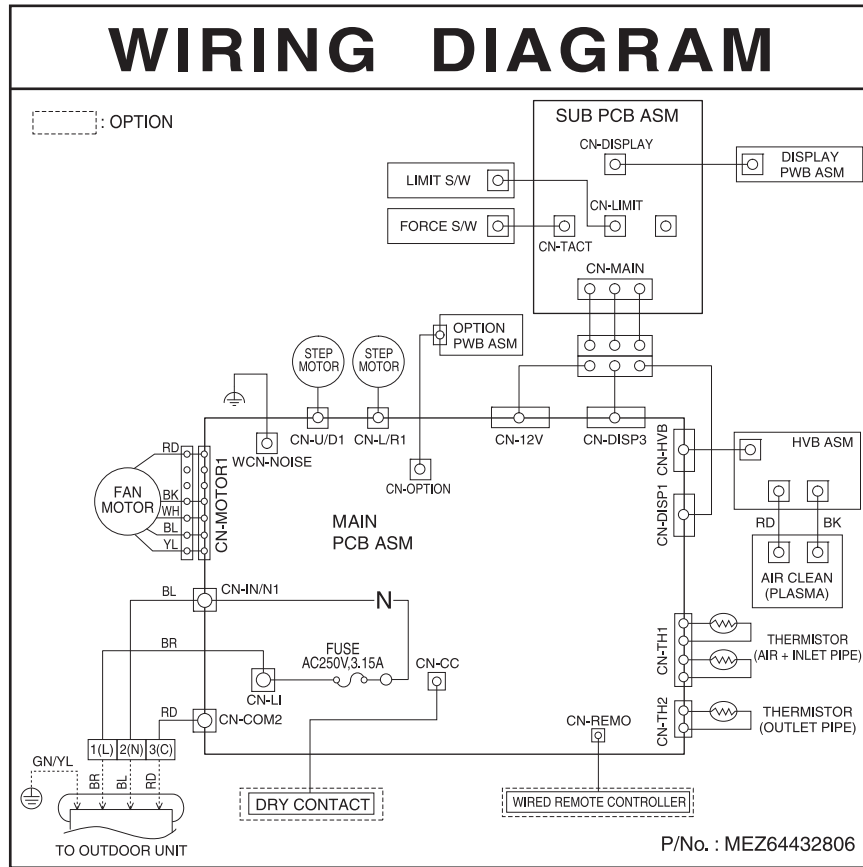 WIRING DIAGRAM
: OPTION
SUB PCB ASM
CN-DISPLAY
DISPLAY
PWB ASM
LIMIT S/W
CN-LIMIT
FORCE S/W
CN-TACT
CN-MAIN
OPTION
PWB ASM
STEP
MOTOR
STEP
MOTOR
CN-U/D1
CN-L/R1
CN-12V
CN-DISP3
CN-HVB
HVB ASM
WCN-NOISE
CN-OPTION
RD
FAN
MOTOR
BK
WH
BL
YL
CN-MOTOR1
MAIN
PCB ASM
CN-DISP1
RD
BK
AIR CLEAN
(PLASMA)
BL
CN-IN/N1
N
BR
FUSE
AC250V,3.15A
CN-CC
CN-LI
CN-TH1
THERMISTOR
(AIR + INLET PIPE)
RD
CN-COM2
CN-REMO
CN-TH2
THERMISTOR
(OUTLET PIPE)
1(L) 2(N) 3(C)
GN/YL
BR
BL
RD
DRY CONTACT
WIRED REMOTE CONTROLLER
TO OUTDOOR UNIT
P/No. : MEZ64432806